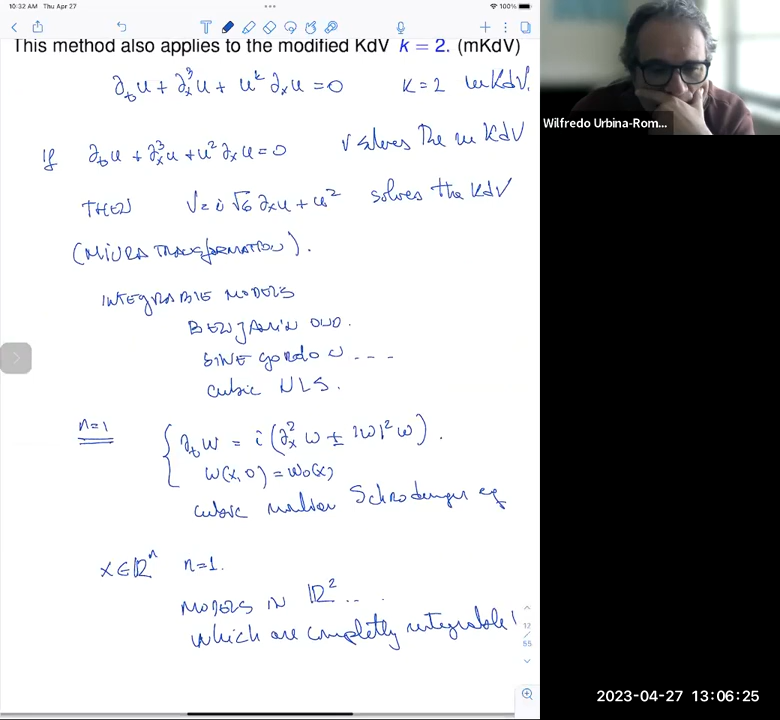 10:32 AM Thu Apr 27
100%
This method also applies to the modified KdV k = 2. (mKdV)
∂ₜu + ∂ₓ³u + u²∂ₓu = 0 k=2 mKdV.
If ∂ₜu + ∂ₓ³u + u²∂ₓu = 0 v solves the mKdV
THEN v = i√6 ∂ₓu + u² solves the KdV
(MIURA TRANSFORMATION).
INTEGRABLE MODELS
BENJAMIN ONO.
SINE GORDON ---
cubic NLS.
n=1 ∂ₜw = i(∂ₓ²w ± |w|²w).
w(x,0) = w₀(x)
cubic Schrodinger eq
x∈ℝⁿ n=1.
MODELS IN ℝ² ...
which are completly integrable!
12
/
55
Wilfredo Urbina-Rom...
2023-04-27 13:06:25